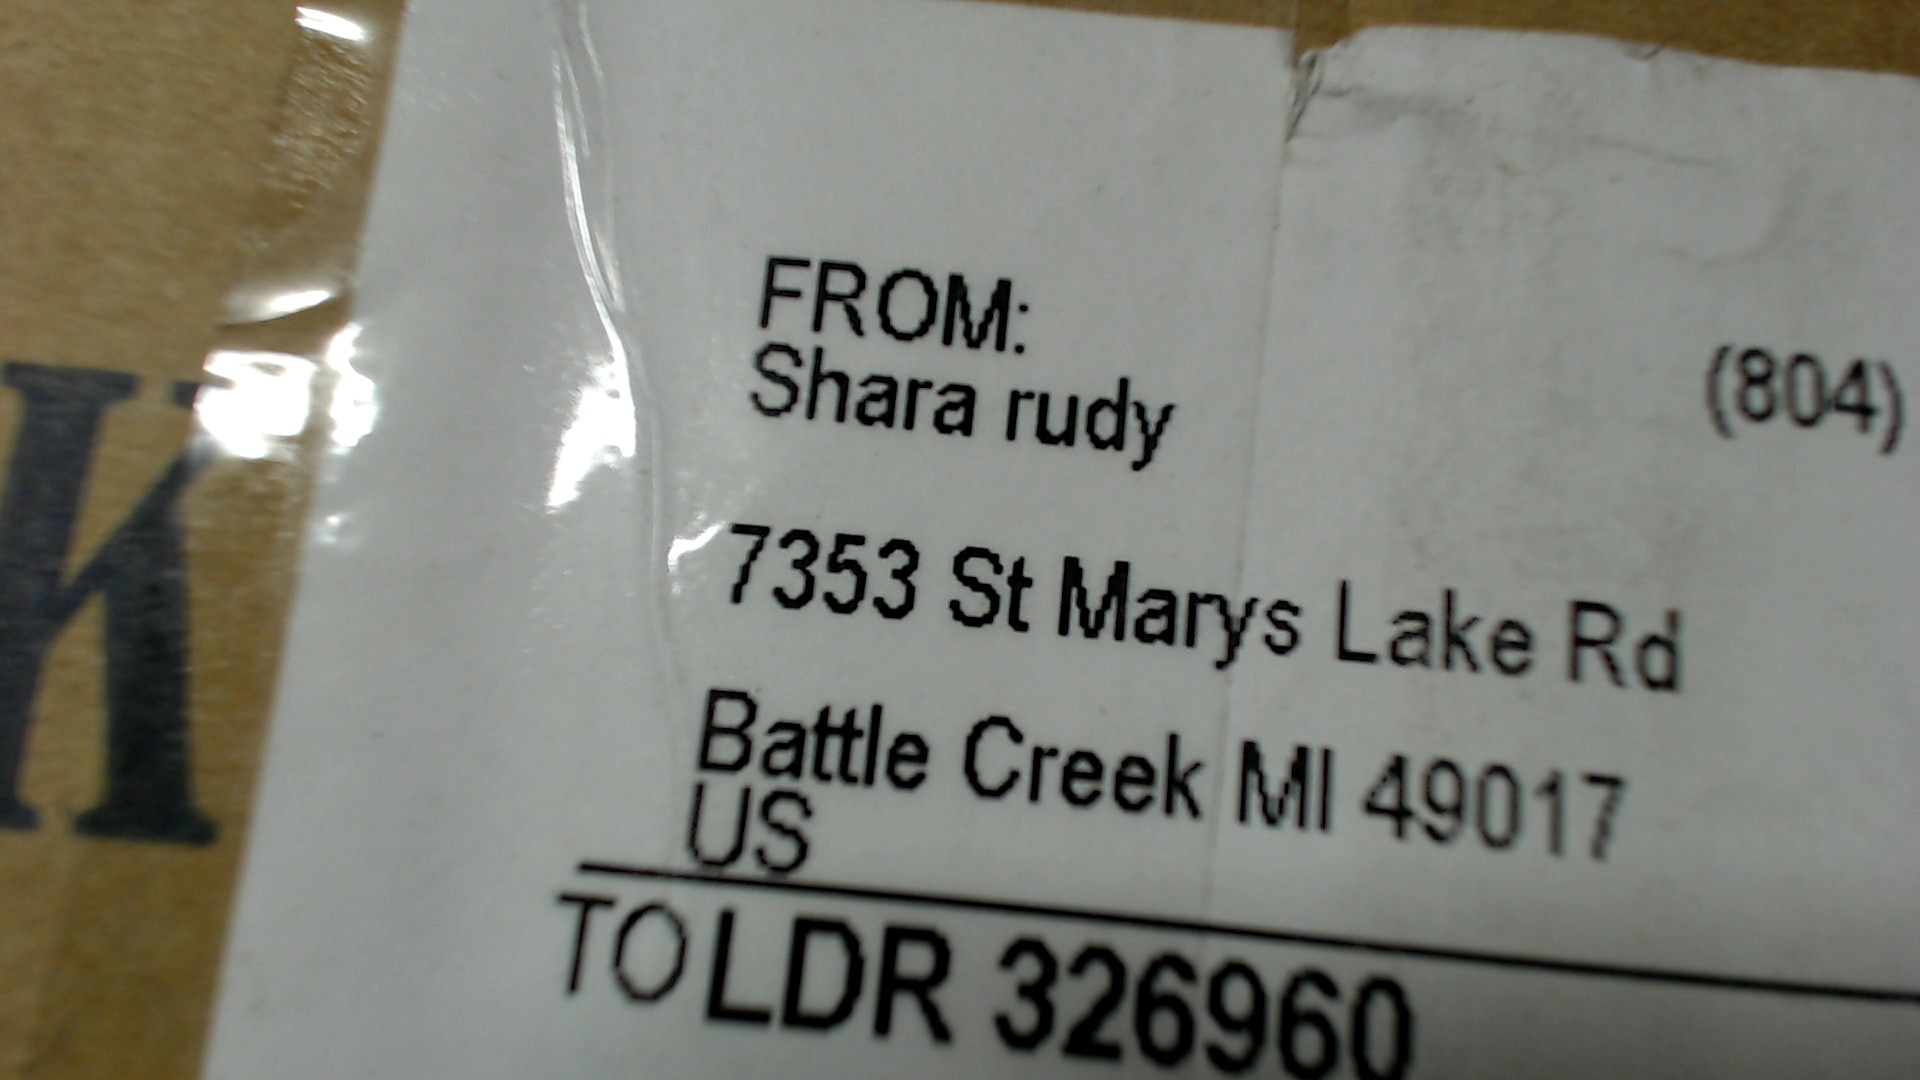 K
FROM:
Shara rudy (804)
7353 St Marys Lake Rd
Battle Creek MI 49017
US
TO LDR 326960